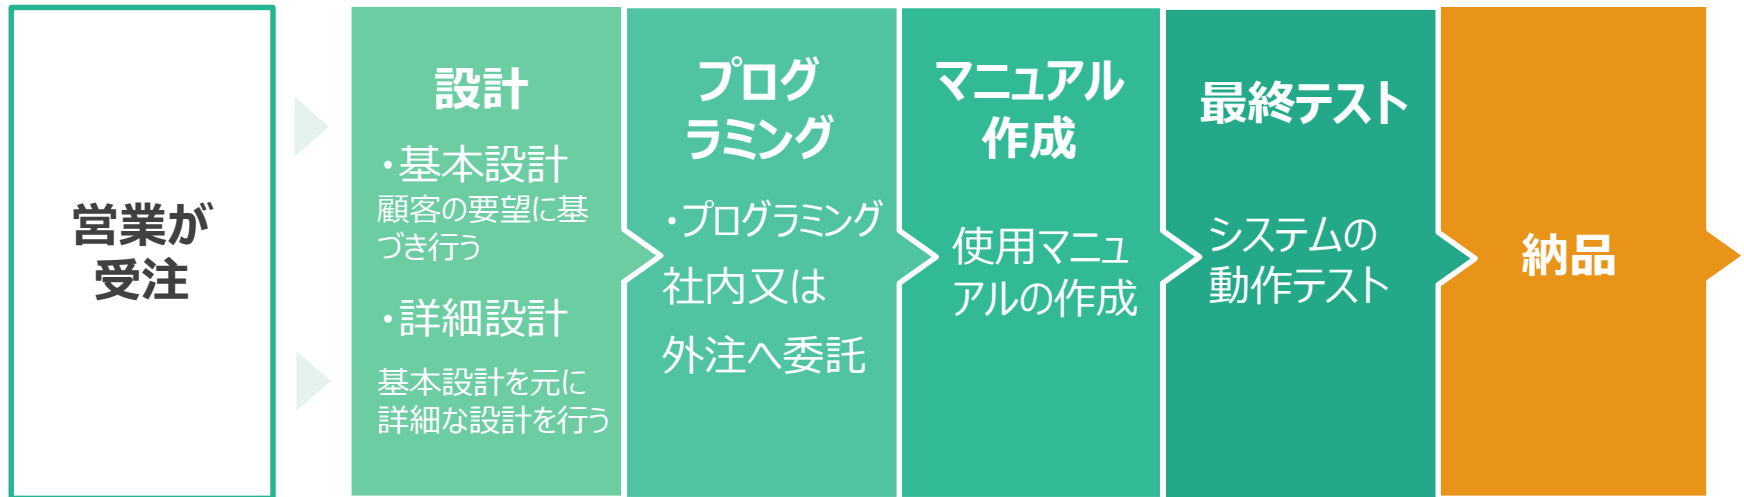 営業が
受注
設計
・基本設計
顧客の要望に基
づき行う
・詳細設計
基本設計を元に
詳細な設計を行う
プログ
ラミング
・プログラミング
社内又は
外注へ委託
マニュアル
作成
使用マニュ
アルの作成
最終テスト
システムの
動作テスト
納品